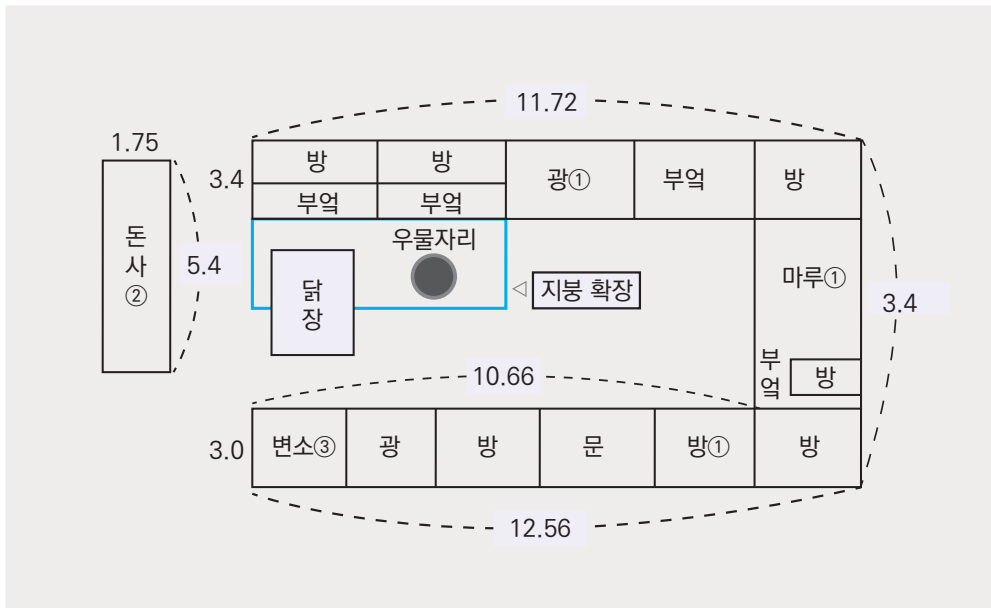 11.72
1.75
3.4
방
방
광①
부엌
방
부엌
부엌
돈
사
②
5.4
우물자리
닭
장
◁ 지붕 확장
마루①
3.4
부
엌
방
10.66
3.0
변소③
광
방
문
방①
방
12.56